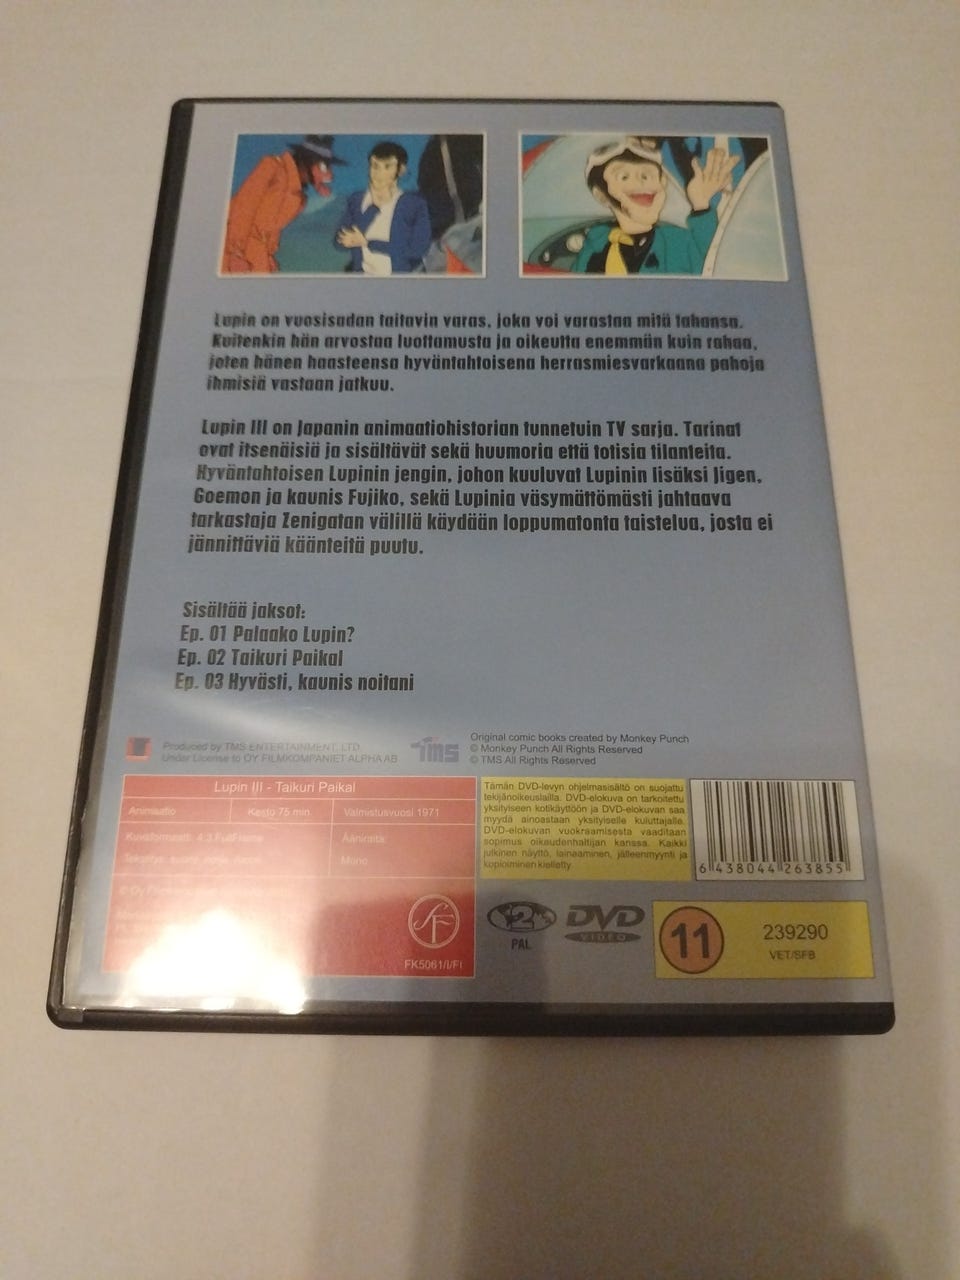 Lupin on vuosisadan taitavin varas, joka voi varastaa mitä tahansa.
Kuitenkin hän arvostaa luottamusta ja oikeutta enemmän kuin rahaa,
joten hänen haasteensa hyväntahtoisena herrasmiesvarkaana pahoja
ihmisiä vastaan jatkuu.
Lupin III on Japanin animaatiohistorian tunnetuin TV sarja. Tarinat
ovat itsenäisiä ja sisältävät sekä huumoria että totisia tilanteita.
Hyväntahtoisen Lupinin jengin, johon kuuluvat Lupinin lisäksi Jigen,
Goemon ja kaunis Fujiko, sekä Lupinia väsymättömästi jahtaava
tarkastaja Zenigatan välillä käydään loppumatonta taistelua, josta ei
jännittäviä käänteitä puutu.
Sisältää jaksot:
Ep. 01 Palaako Lupin?
Ep. 02 Taikuri Paikal
Ep. 03 Hyvästi, kaunis noitani
Produced by TMS ENTERTAINMENT, LTD.
Under License to OY FILMKOMPANIET ALPHA AB
TMS
Original comic books created by Monkey Punch
© Monkey Punch All Rights Reserved
© TMS All Rights Reserved
Lupin III - Taikuri Paikal
Animaatio Kesto 75 min Valmistusvuosi 1971
Kuvaformaatti: 4:3 FullFrame Äänirata:
Tekstitys: suomi Mono
© Oy
SF
FK5061/I/FI
Tämän DVD-levyn ohjelmasisältö on suojattu
tekijänoikeuslailla. DVD-elokuva on tarkoitettu
yksityiseen kotikäyttöön ja DVD-elokuvan saa
myydä ainoastaan yksityiselle kuluttajalle.
DVD-elokuvan vuokraamisesta vaaditaan
sopimus oikaudenhaltijan kanssa. Kaikki
julkinen näyttö, lainaaminen, jälleenmyynti ja
kopioiminen kielletty.
6 438044 263855
2
PAL
DVD
VIDEO
11
239290
VET/SFB